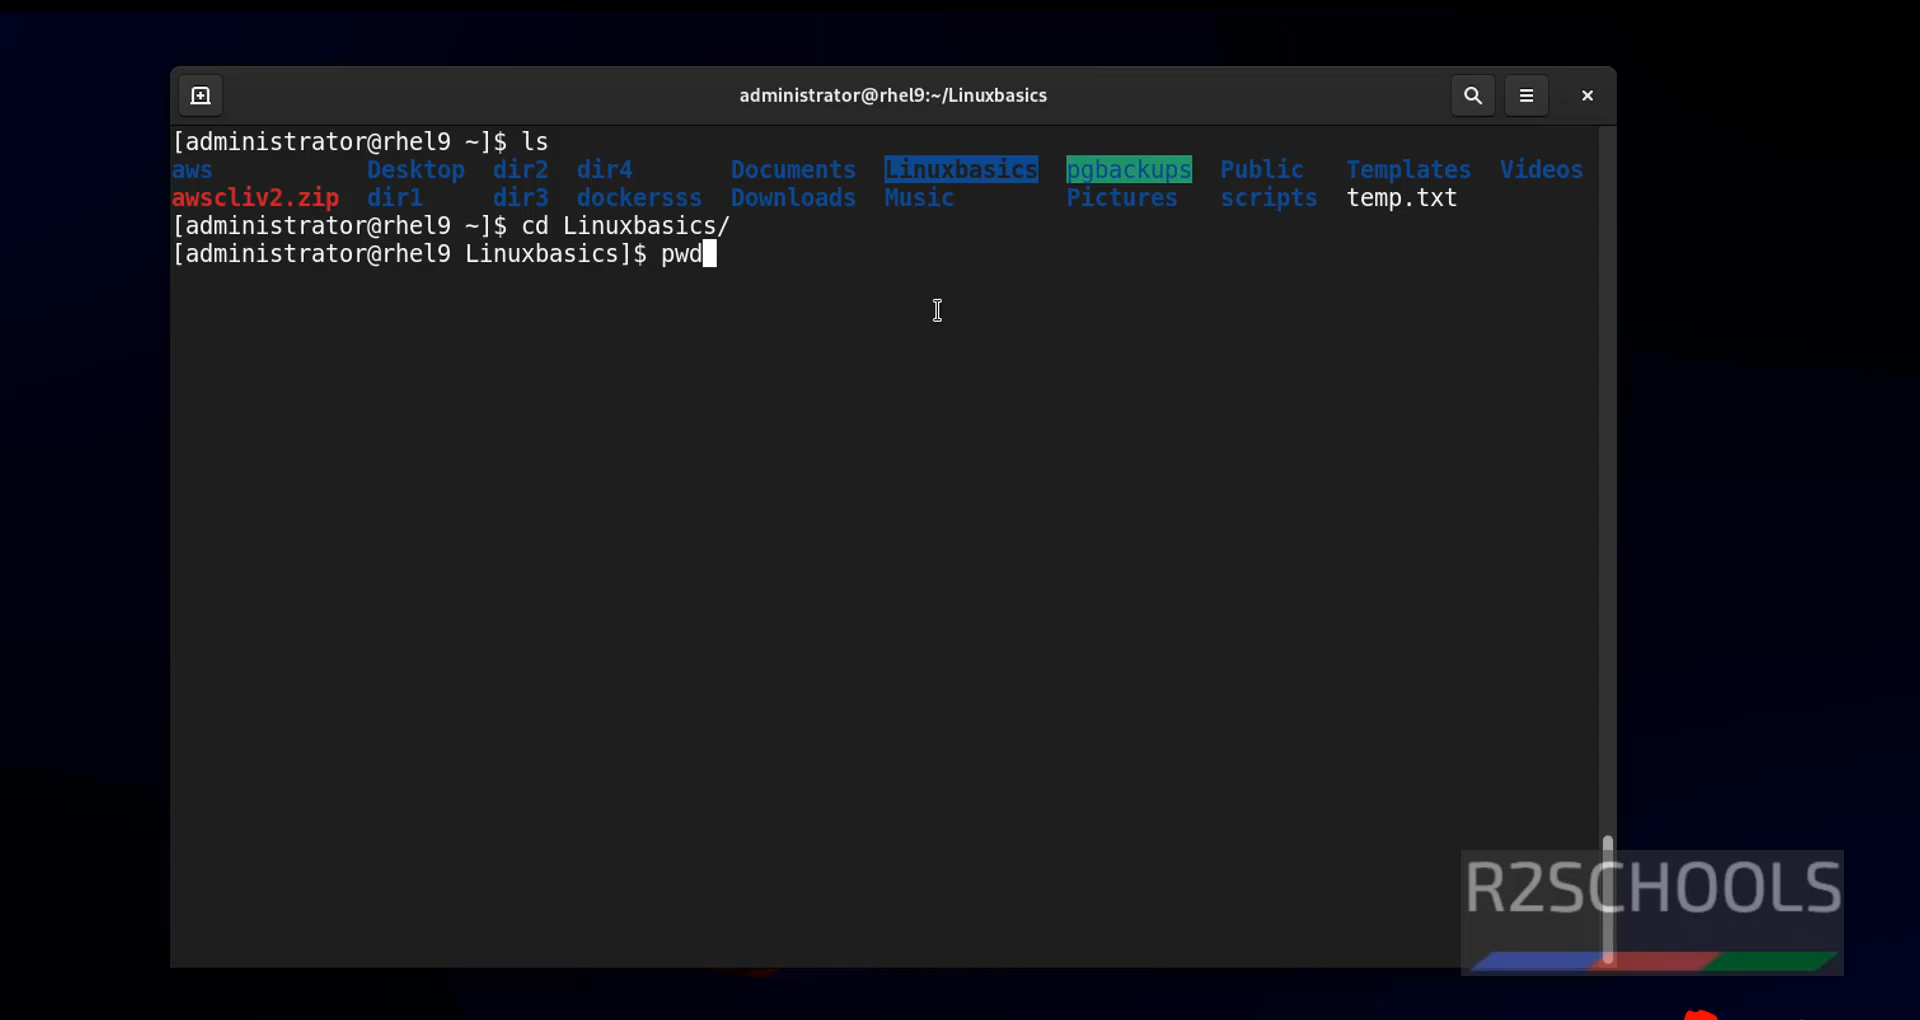 administrator@rhel9:~/Linuxbasics
[administrator@rhel9 ~]$ ls
aws Desktop dir2 dir4 Documents Linuxbasics pgbackups Public Templates Videos
awscliv2.zip dir1 dir3 dockersss Downloads Music Pictures scripts temp.txt
[administrator@rhel9 ~]$ cd Linuxbasics/
[administrator@rhel9 Linuxbasics]$ pwd
R2SCHOOLS